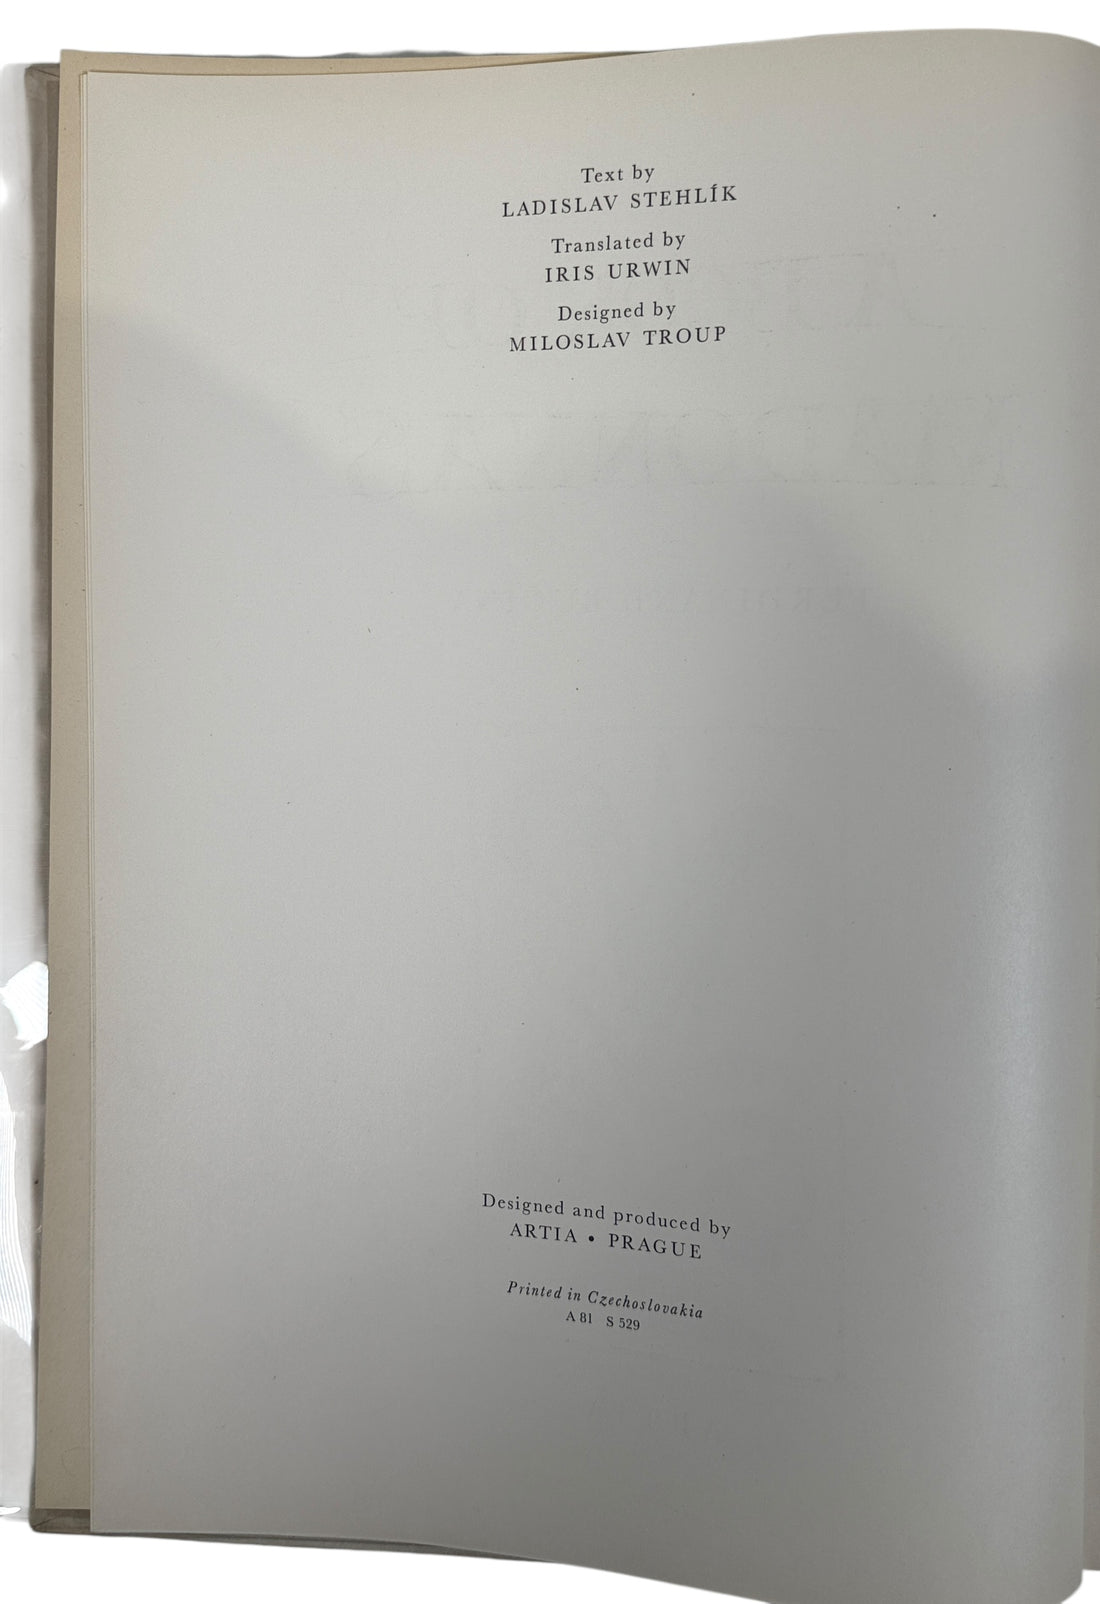 Text by
LADISLAV STEHLÍK
Translated by
IRIS URWIN
Designed by
MILOSLAV TROUP
Designed and produced by
ARTIA • PRAGUE
Printed in Czechoslovakia
A 81 S 529